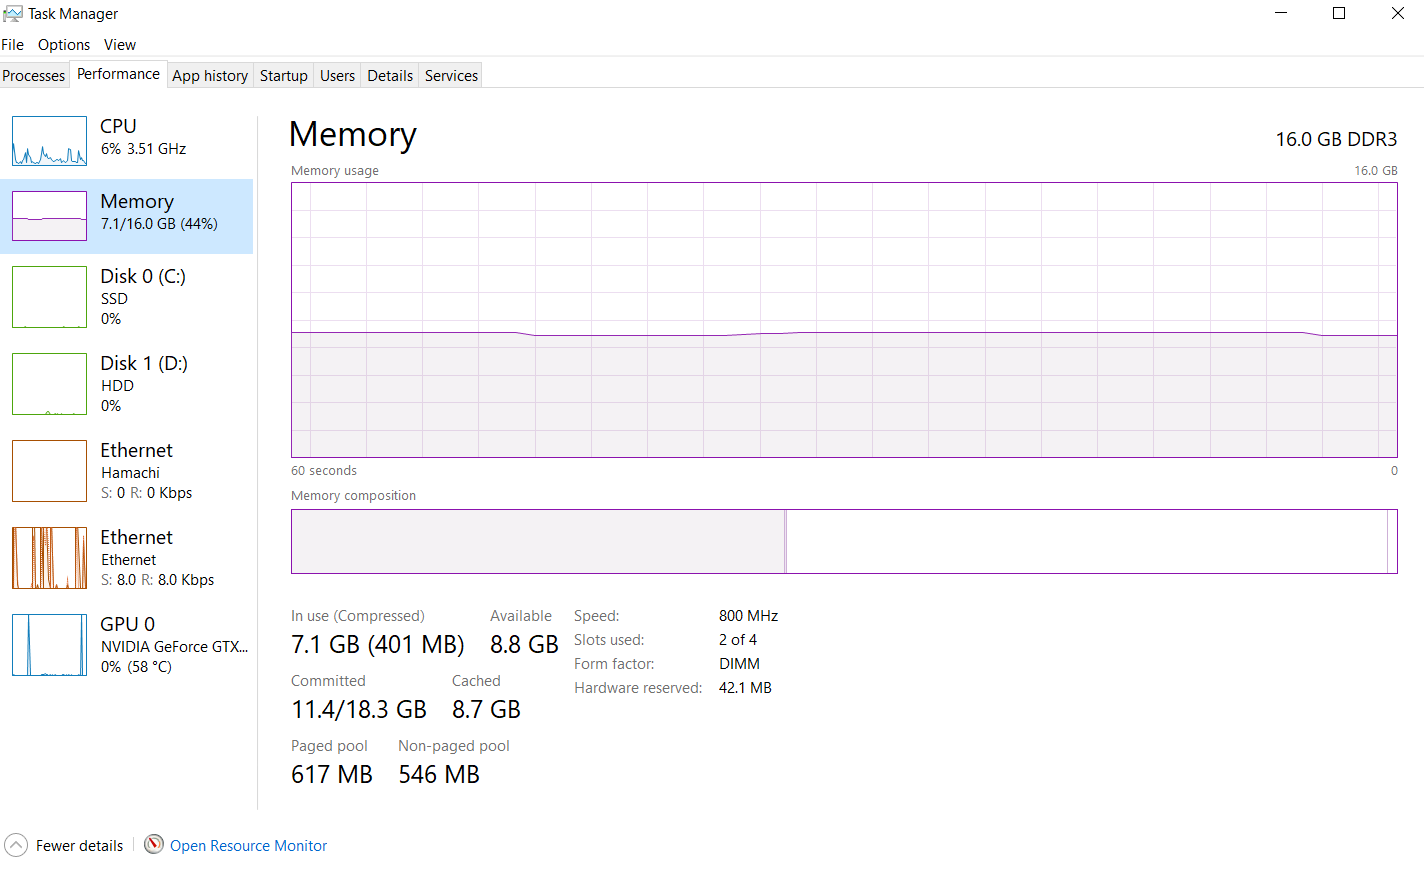 Task Manager
File Options View
Processes Performance App history Startup Users Details Services
CPU
6% 3.51 GHz
Memory
7.1/16.0 GB (44%)
Disk 0 (C:)
SSD
0%
Disk 1 (D:)
HDD
0%
Ethernet
Hamachi
S: 0 R: 0 Kbps
Ethernet
Ethernet
S: 8.0 R: 8.0 Kbps
GPU 0
NVIDIA GeForce GTX...
0% (58 °C)
Memory 16.0 GB DDR3
Memory usage 16.0 GB
60 seconds 0
Memory composition
In use (Compressed) Available
7.1 GB (401 MB) 8.8 GB
Committed Cached
11.4/18.3 GB 8.7 GB
Paged pool Non-paged pool
617 MB 546 MB
Speed: 800 MHz
Slots used: 2 of 4
Form factor: DIMM
Hardware reserved: 42.1 MB
Fewer details Open Resource Monitor